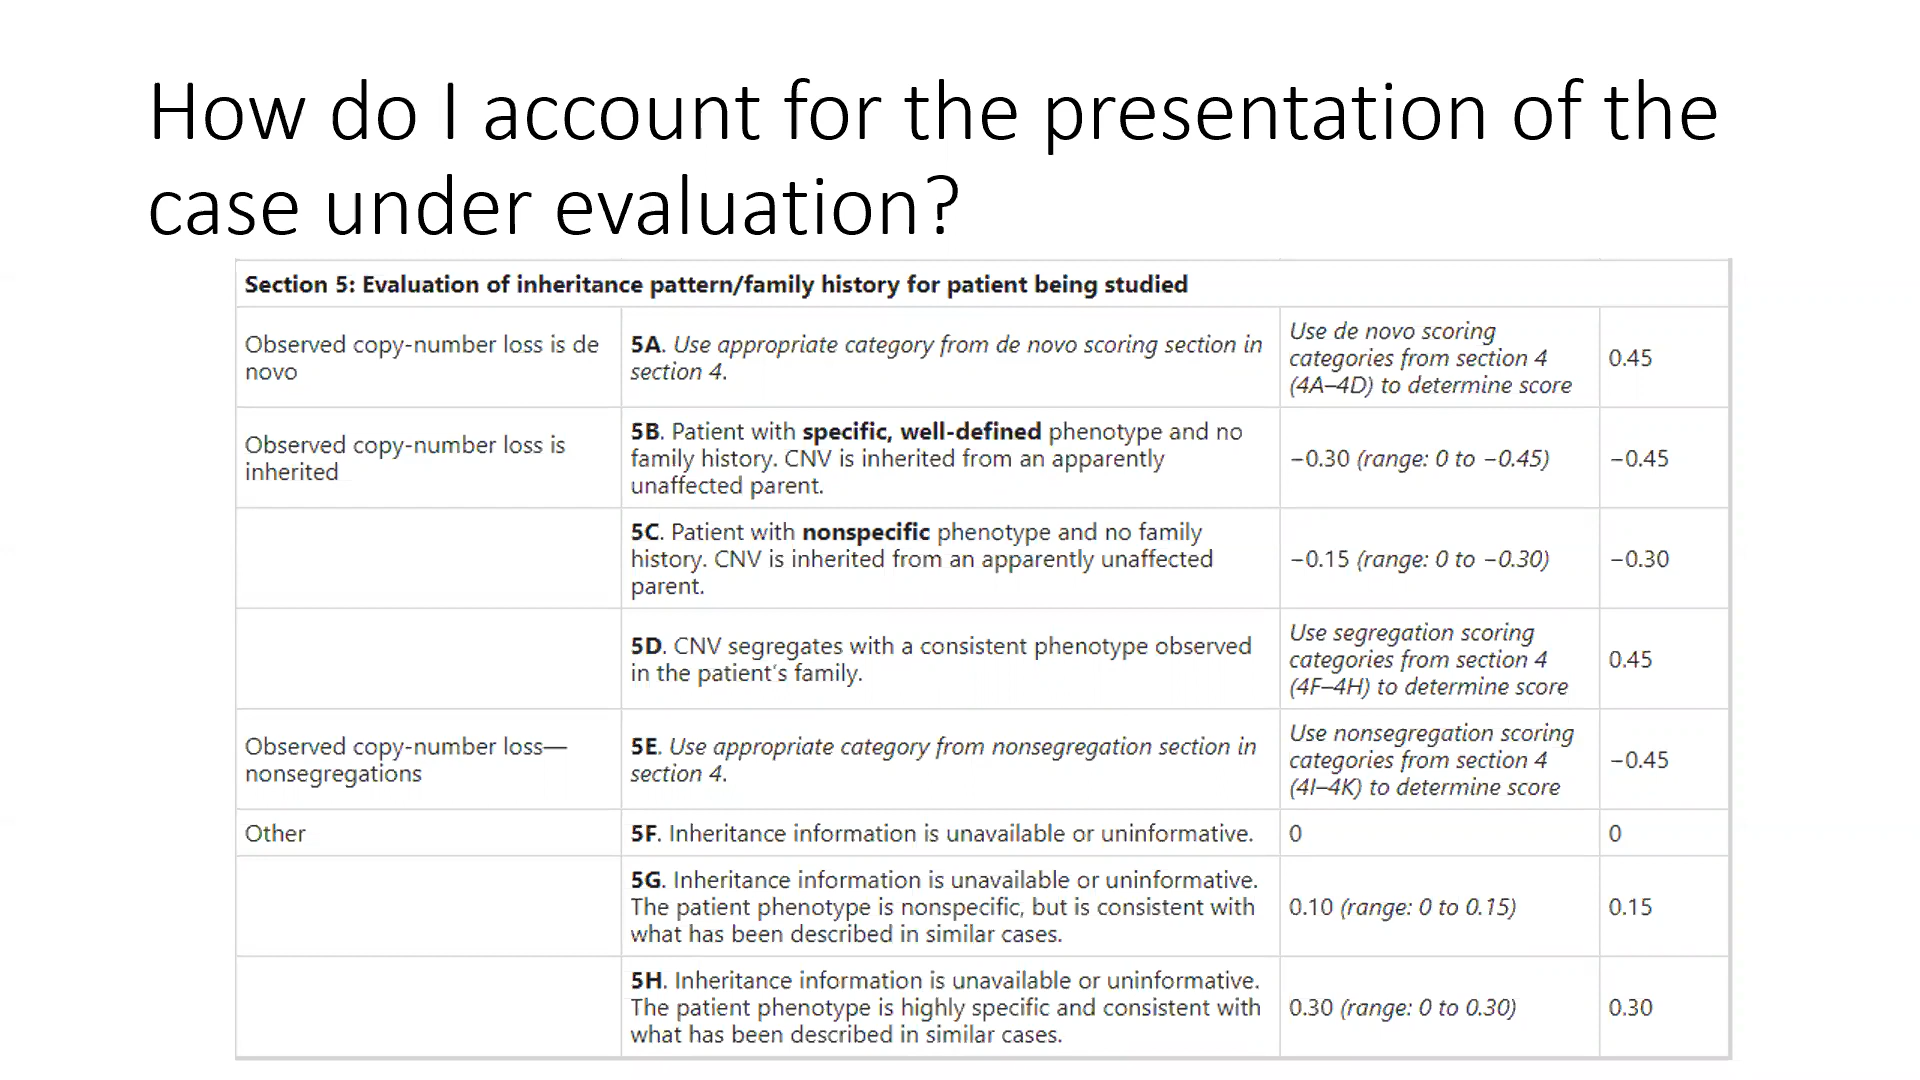 How do I account for the presentation of the
case under evaluation?
Section 5: Evaluation of inheritance pattern/family history for patient being studied
Observed copy-number loss is de
novo
5A. Use appropriate category from de novo scoring section in
section 4.
Use de novo scoring
categories from section 4
(4A–4D) to determine score
0.45
Observed copy-number loss is
inherited
5B. Patient with specific, well-defined phenotype and no
family history. CNV is inherited from an apparently
unaffected parent.
−0.30 (range: 0 to −0.45)
−0.45
5C. Patient with nonspecific phenotype and no family
history. CNV is inherited from an apparently unaffected
parent.
−0.15 (range: 0 to −0.30)
−0.30
5D. CNV segregates with a consistent phenotype observed
in the patient's family.
Use segregation scoring
categories from section 4
(4F–4H) to determine score
0.45
Observed copy-number loss—
nonsegregations
5E. Use appropriate category from nonsegregation section in
section 4.
Use nonsegregation scoring
categories from section 4
(4I–4K) to determine score
−0.45
Other
5F. Inheritance information is unavailable or uninformative.
0
0
5G. Inheritance information is unavailable or uninformative.
The patient phenotype is nonspecific, but is consistent with
what has been described in similar cases.
0.10 (range: 0 to 0.15)
0.15
5H. Inheritance information is unavailable or uninformative.
The patient phenotype is highly specific and consistent with
what has been described in similar cases.
0.30 (range: 0 to 0.30)
0.30